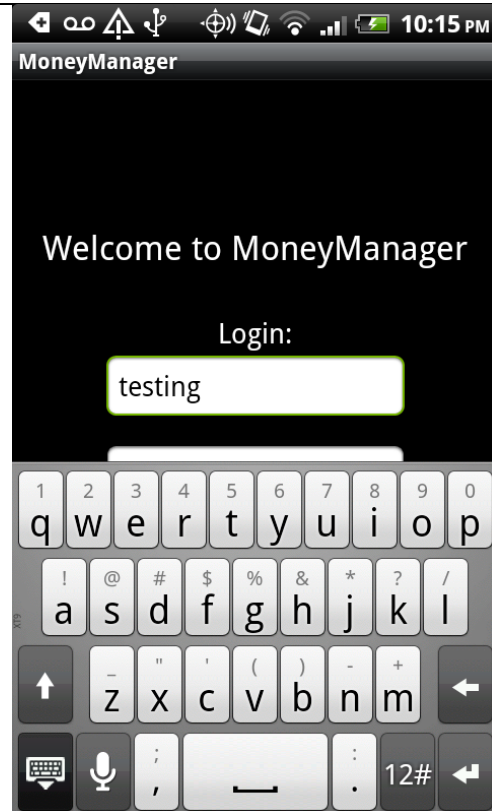 10:15 PM
MoneyManager
Welcome to MoneyManager
Login:
testing
1 2 3 4 5 6 7 8 9 0
q w e r t y u i o p
! @ # $ % & * ? /
a s d f g h j k l
XT9
_ " ' ( ) - +
z x c v b n m
; :
, . 12#